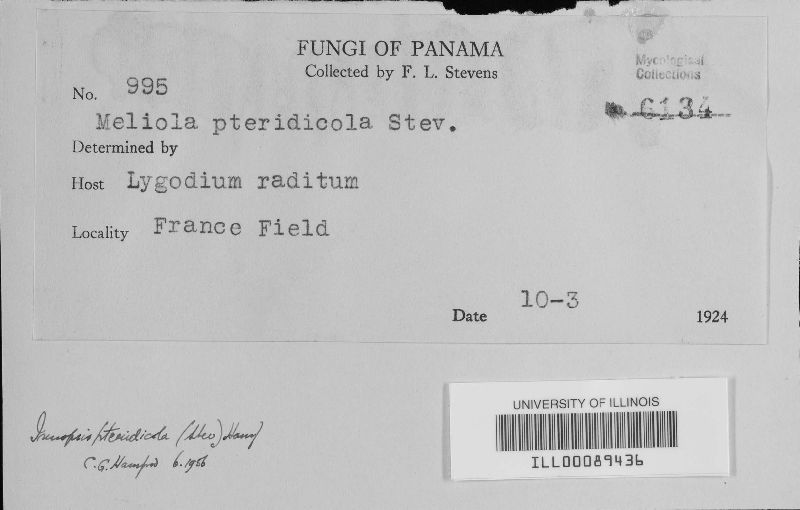 FUNGI OF PANAMA
Collected by F. L. Stevens
Mycological
Collections
6134
No. 995
Meliola pteridicola Stev.
Determined by
Host Lygodium raditum
Locality France Field
Date 10-3 1924
Irenopsis pteridicola (Stev) Hansf
C.G. Hansford 6.1956
UNIVERSITY OF ILLINOIS
ILL00089436